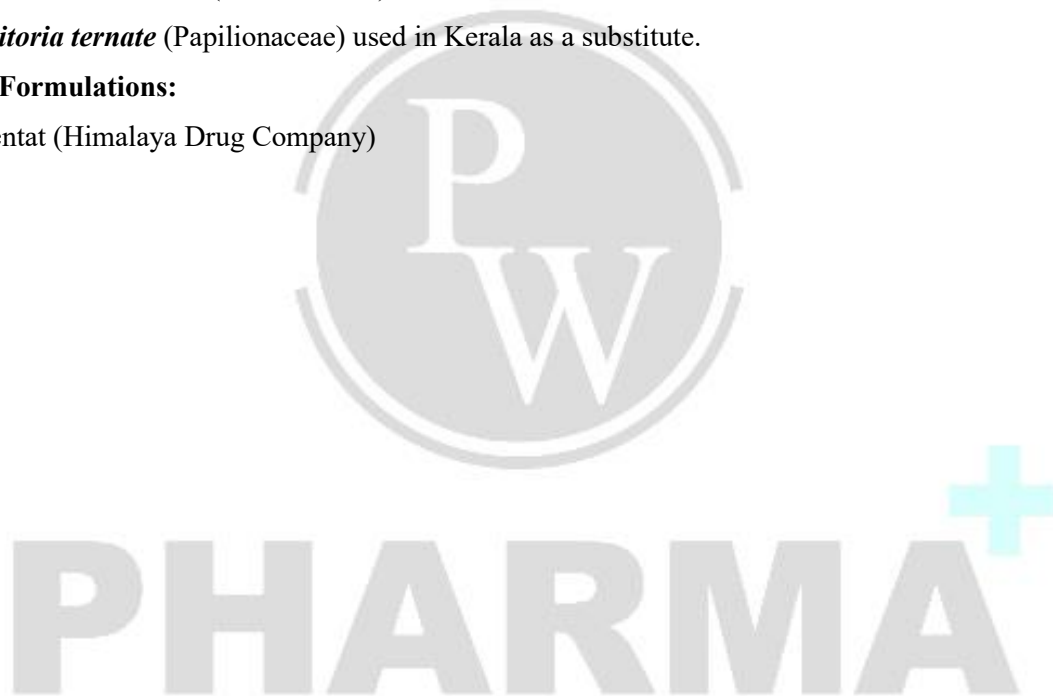 itoria ternate (Papilionaceae) used in Kerala as a substitute.
Formulations:
entat (Himalaya Drug Company)
P
W
PHARMA